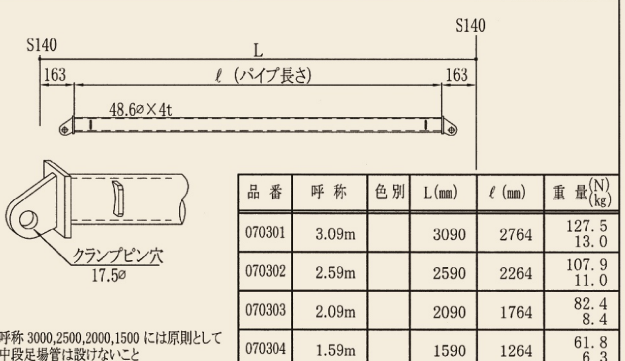 S140
S140
L
163
ℓ (パイプ長さ)
163
48.6⌀×4t
クランプピン穴
17.5⌀
品 番 呼 称 色別 L(㎜) ℓ (㎜) 重 量(N)(kg)
070301 3.09m 3090 2764 127.5 13.0
070302 2.59m 2590 2264 107.9 11.0
070303 2.09m 2090 1764 82.4 8.4
070304 1.59m 1590 1264 61.8 6.3
呼称 3000,2500,2000,1500 には原則として
中段足場管は設けないこと